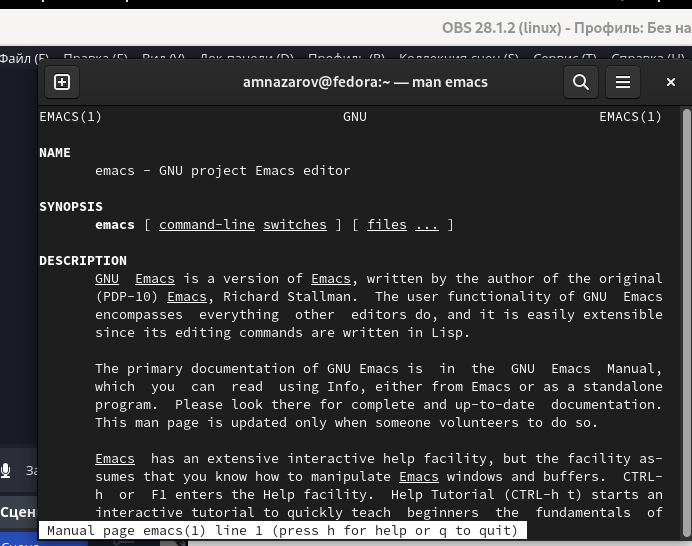 OBS 28.1.2 (linux) - Профиль: Без на
Файл (F) Правка (E) Вид (V) Док-панели (D) Профиль (P) Коллекция сцен (S) Сервис (T) Справка (H)
amnazarov@fedora:~ — man emacs
EMACS(1) GNU EMACS(1)
NAME
emacs - GNU project Emacs editor
SYNOPSIS
emacs [ command-line switches ] [ files ... ]
DESCRIPTION
GNU Emacs is a version of Emacs, written by the author of the original
(PDP-10) Emacs, Richard Stallman. The user functionality of GNU Emacs
encompasses everything other editors do, and it is easily extensible
since its editing commands are written in Lisp.
The primary documentation of GNU Emacs is in the GNU Emacs Manual,
which you can read using Info, either from Emacs or as a standalone
program. Please look there for complete and up-to-date documentation.
This man page is updated only when someone volunteers to do so.
Emacs has an extensive interactive help facility, but the facility as-
За
sumes that you know how to manipulate Emacs windows and buffers. CTRL-
h or F1 enters the Help facility. Help Tutorial (CTRL-h t) starts an
Сцен
interactive tutorial to quickly teach beginners the fundamentals of
Manual page emacs(1) line 1 (press h for help or q to quit)